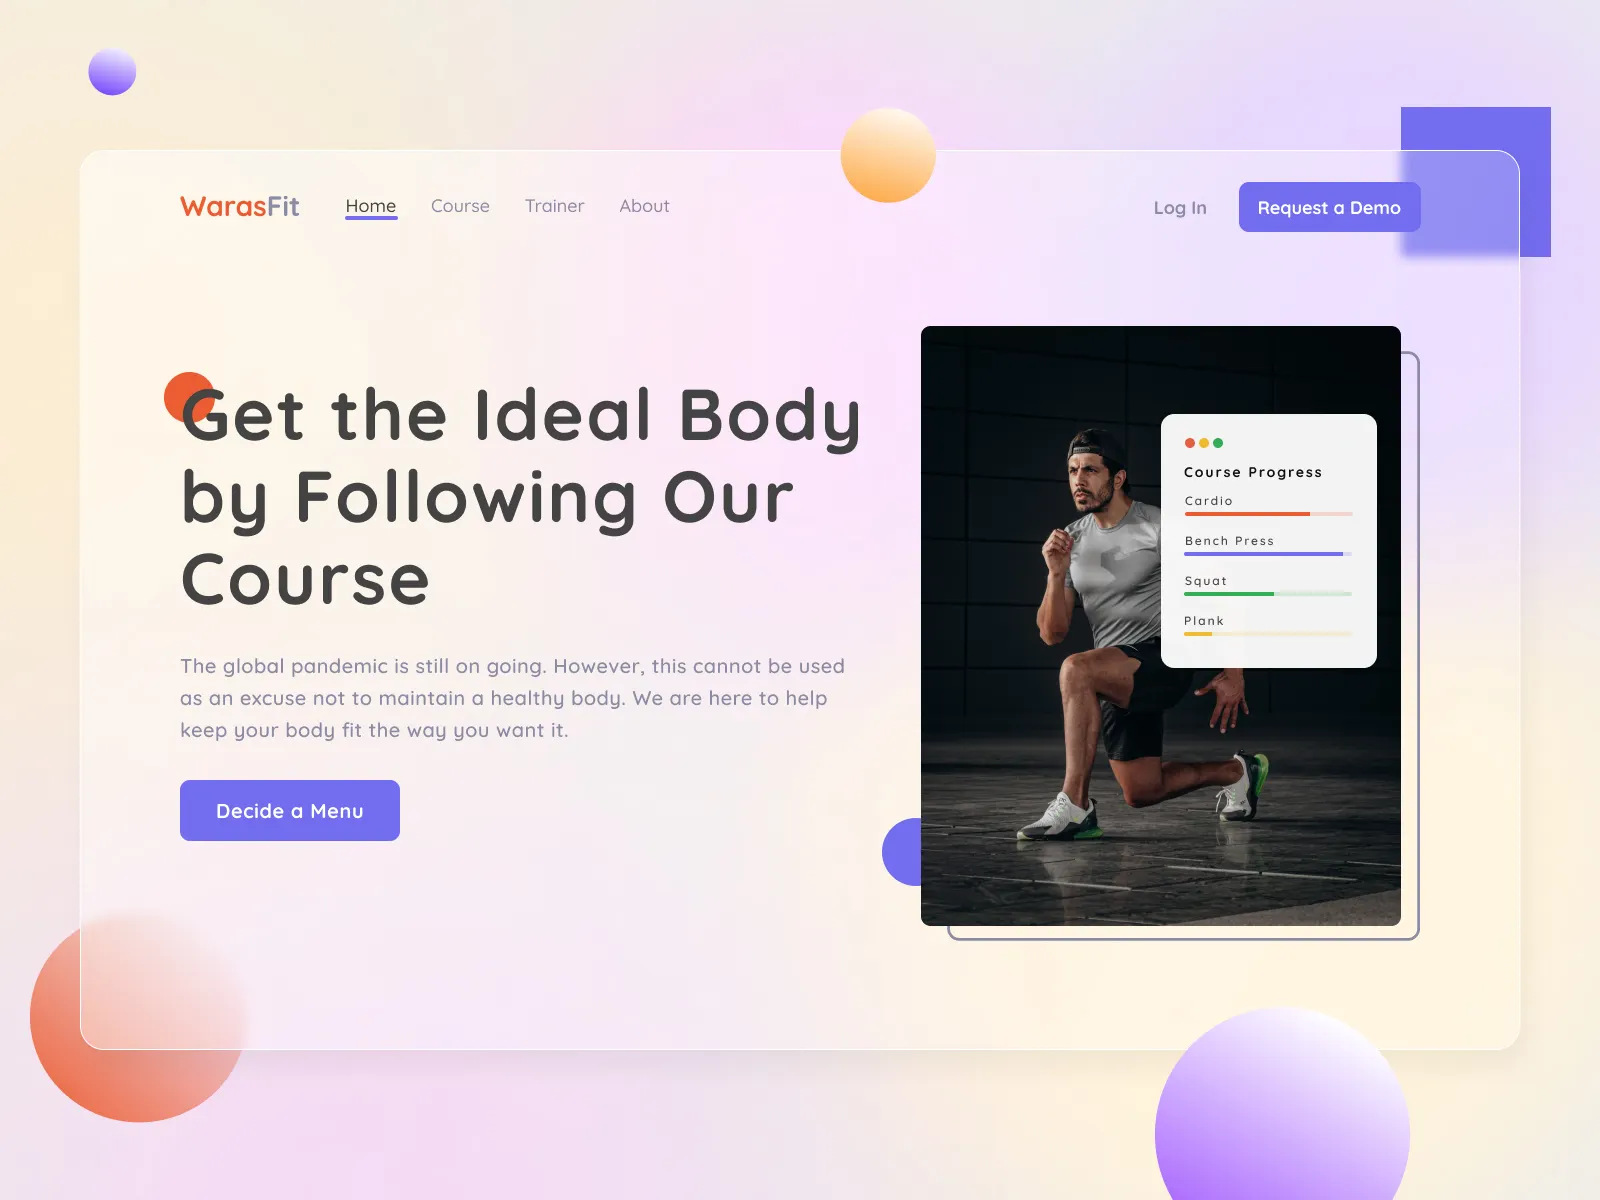 WarasFit
Home
Course
Trainer
About
Log In
Request a Demo
Get the Ideal Body
by Following Our
Course
The global pandemic is still on going. However, this cannot be used
as an excuse not to maintain a healthy body. We are here to help
keep your body fit the way you want it.
Decide a Menu
Course Progress
Cardio
Bench Press
Squat
Plank